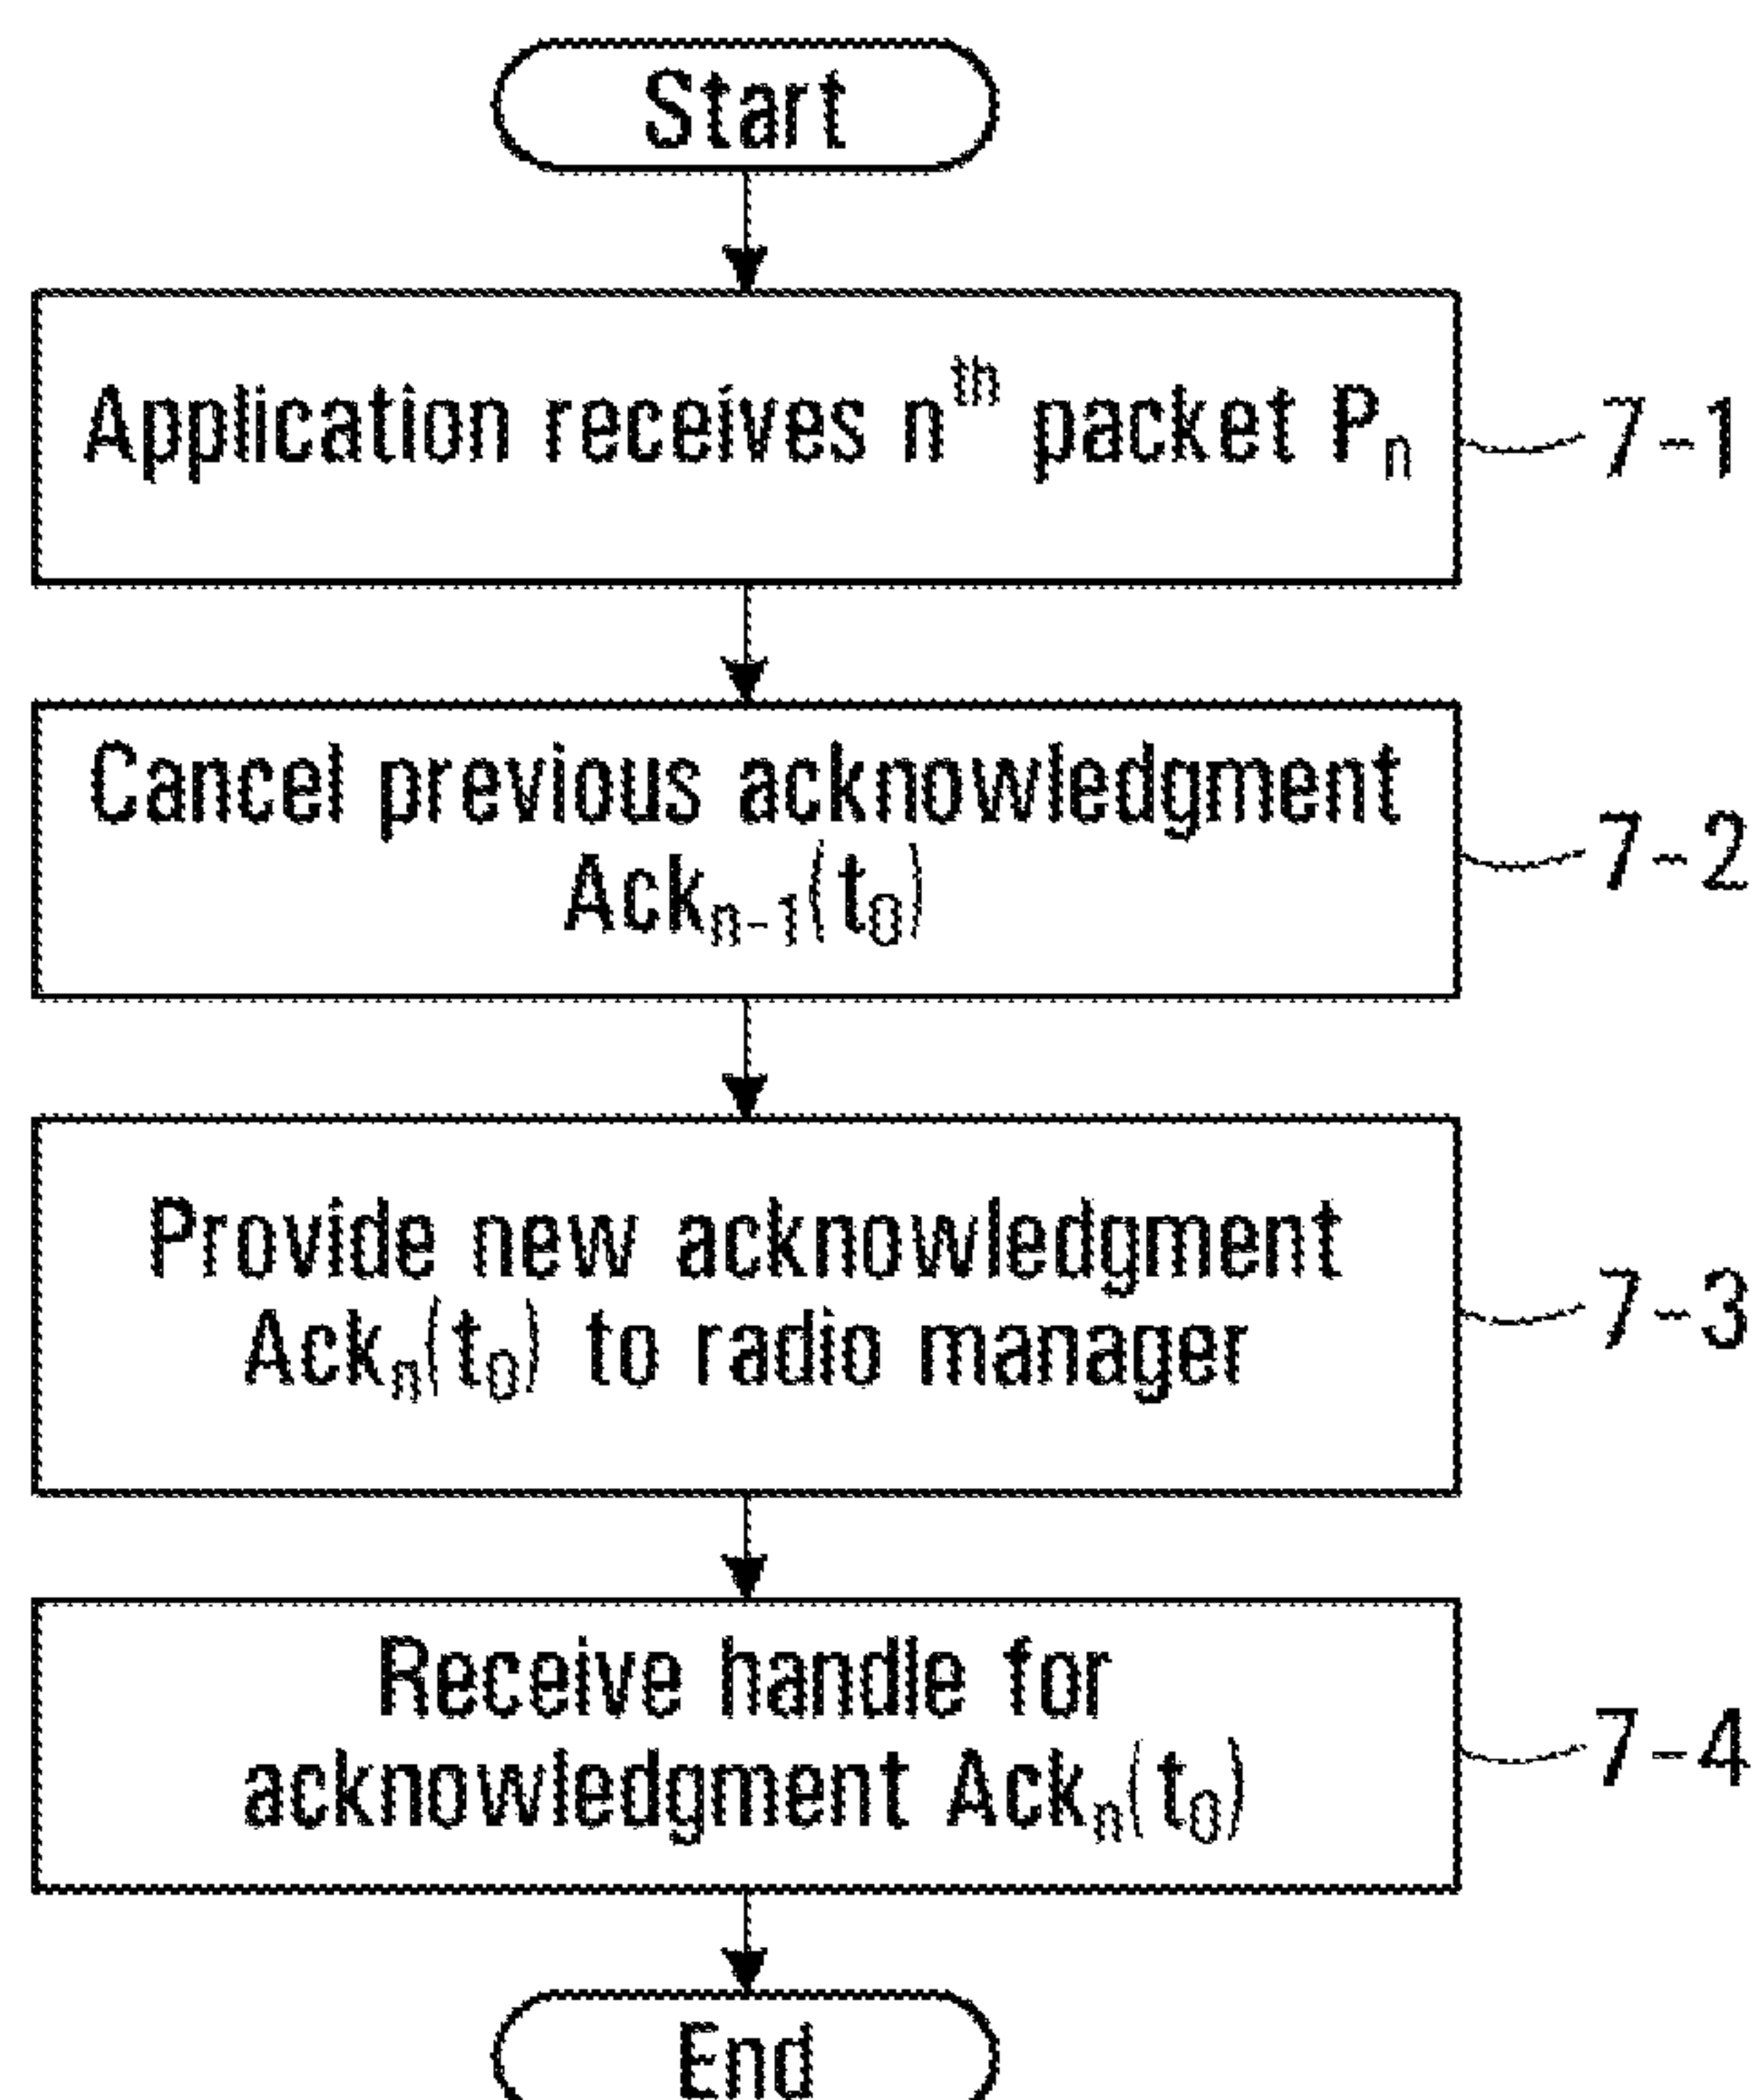 Start
Application receives nth packet Pn
7-1
Cancel previous acknowledgment
Ackn-1(t0)
7-2
Provide new acknowledgment
Ackn(t0) to radio manager
7-3
Receive handle for
acknowledgment Ackn(t0)
7-4
End